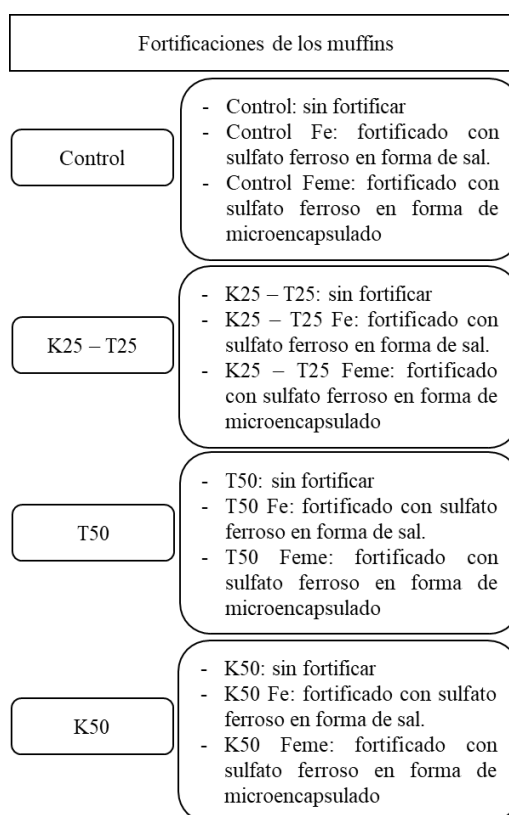 Fortificaciones de los muffins
Control
- Control: sin fortificar
- Control Fe: fortificado con
sulfato ferroso en forma de sal.
- Control Feme: fortificado con
sulfato ferroso en forma de
microencapsulado
K25 – T25
- K25 – T25: sin fortificar
- K25 – T25 Fe: fortificado con
sulfato ferroso en forma de sal.
- K25 – T25 Feme: fortificado
con sulfato ferroso en forma de
microencapsulado
T50
- T50: sin fortificar
- T50 Fe: fortificado con sulfato
ferroso en forma de sal.
- T50 Feme: fortificado con
sulfato ferroso en forma de
microencapsulado
K50
- K50: sin fortificar
- K50 Fe: fortificado con sulfato
ferroso en forma de sal.
- K50 Feme: fortificado con
sulfato ferroso en forma de
microencapsulado